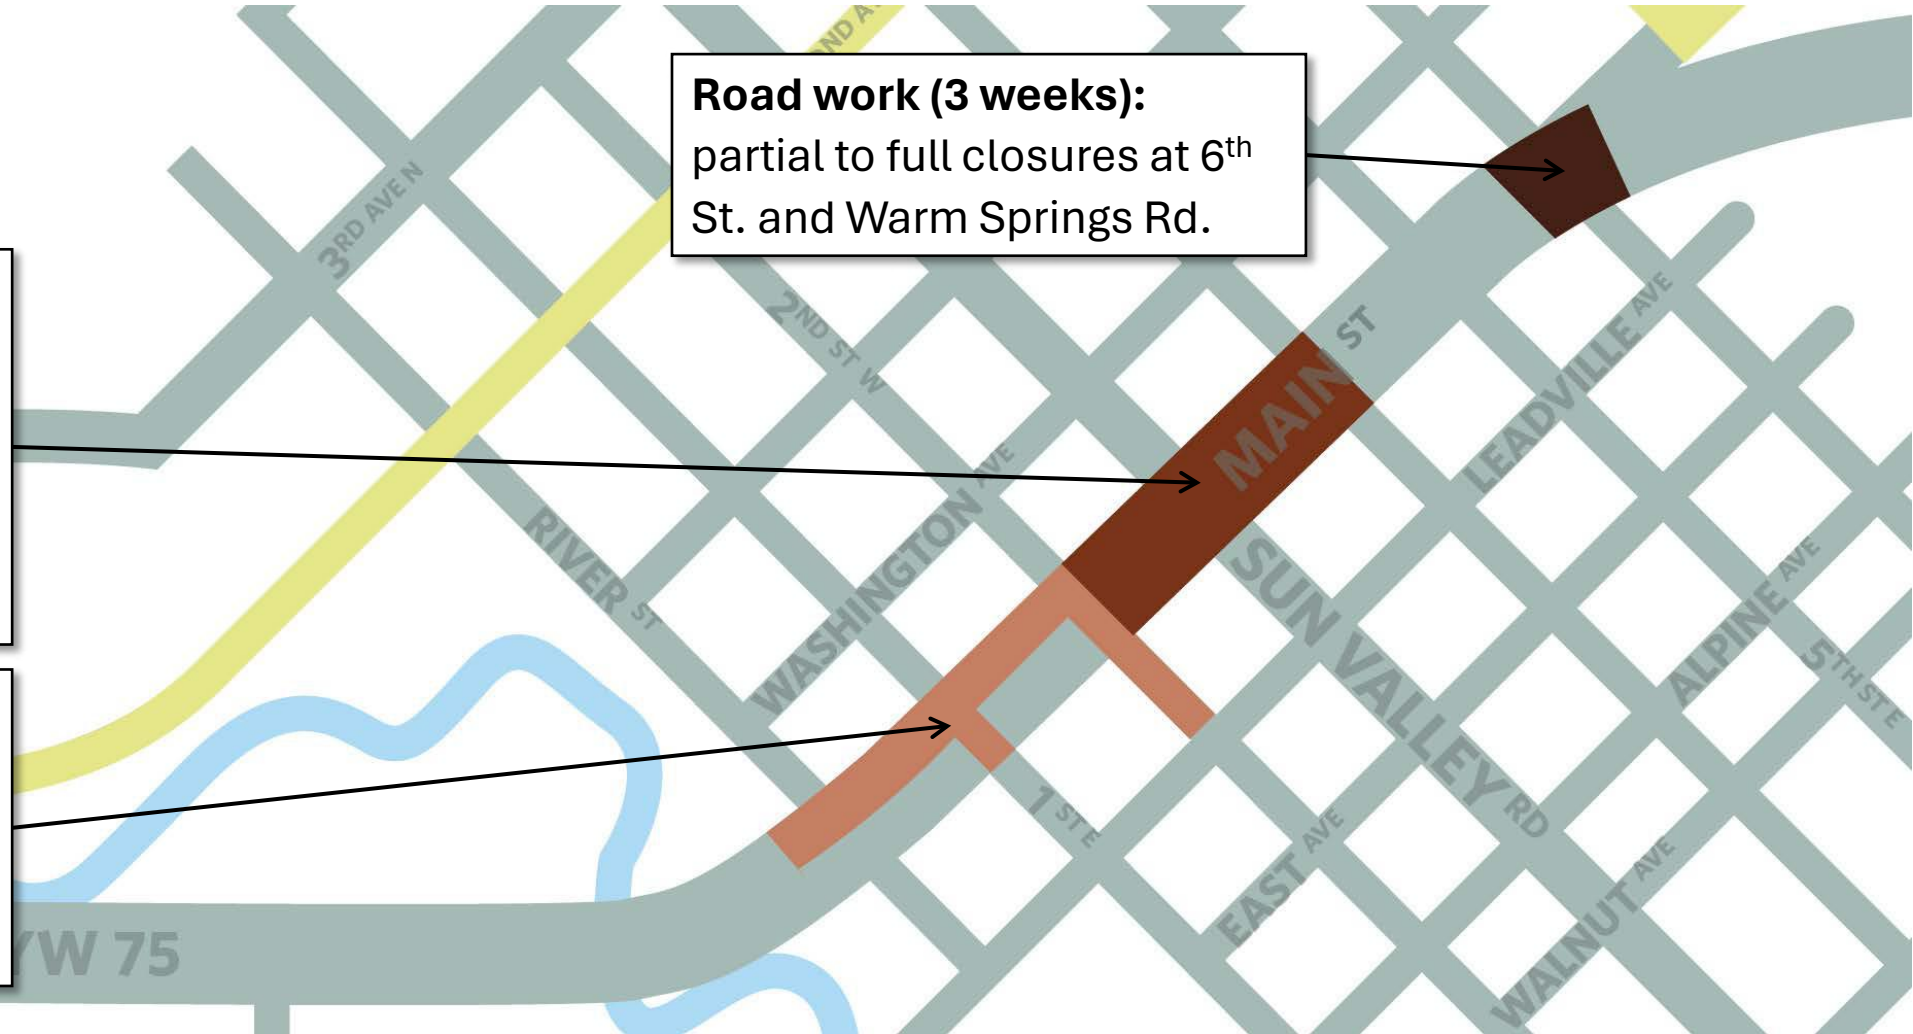 OND A
Road work (3 weeks):
partial to full closures at 6th
St. and Warm Springs Rd.
3RD AVE N
2ND ST W
MAIN ST
LEADVILLE AVE
WASHINGTON AVE
RIVER ST
SUN VALLEY RD
ALPINE AVE
5TH ST E
1 ST E
EAST AVE
WALNUT AVE
YW 75